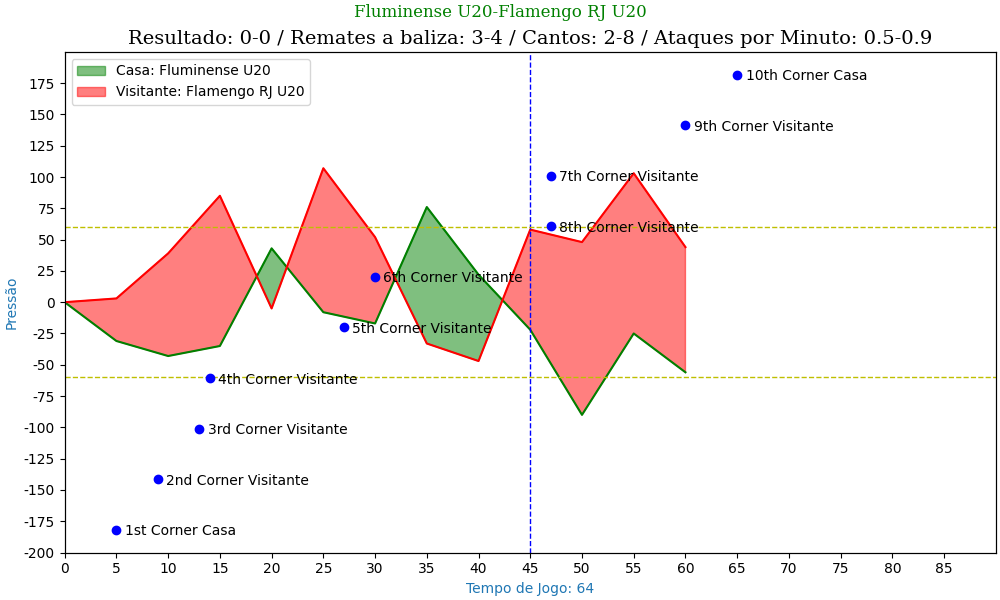 Fluminense U20-Flamengo RJ U20
Resultado: 0-0 / Remates a baliza: 3-4 / Cantos: 2-8 / Ataques por Minuto: 0.5-0.9
Casa: Fluminense U20
Visitante: Flamengo RJ U20
10th Corner Casa
9th Corner Visitante
7th Corner Visitante
8th Corner Visitante
6th Corner Visitante
5th Corner Visitante
4th Corner Visitante
3rd Corner Visitante
2nd Corner Visitante
1st Corner Casa
Pressão
175
150
125
100
75
50
25
0
-25
-50
-75
-100
-125
-150
-175
-200
0 5 10 15 20 25 30 35 40 45 50 55 60 65 70 75 80 85
Tempo de Jogo: 64